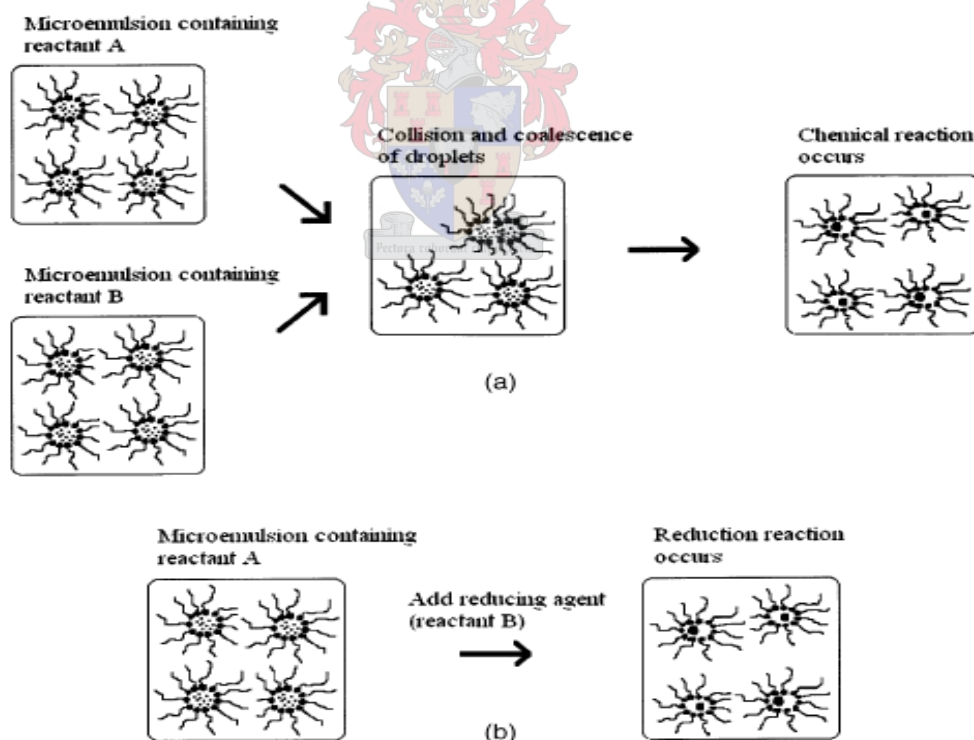 Microemulsion containing
reactant A
Collision and coalescence
of droplets
Chemical reaction
occurs
Pectura
Microemulsion containing
reactant B
(a)
Microemulsion containing
reactant A
Add reducing agent
(reactant B)
Reduction reaction
occurs
(b)